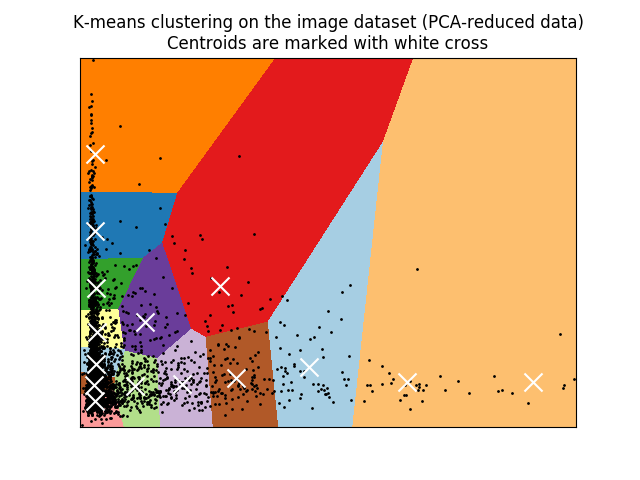 K-means clustering on the image dataset (PCA-reduced data)
Centroids are marked with white cross